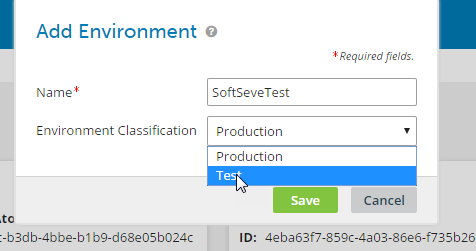 Add Environment ?
*Required fields.
Name* SoftSeveTest
Environment Classification Production
Production
Test
Save Cancel
t-b3db-4bbe-b1b9-d68e05b024c ID: 4eba63f7-859c-4a03-86e6-f735b26